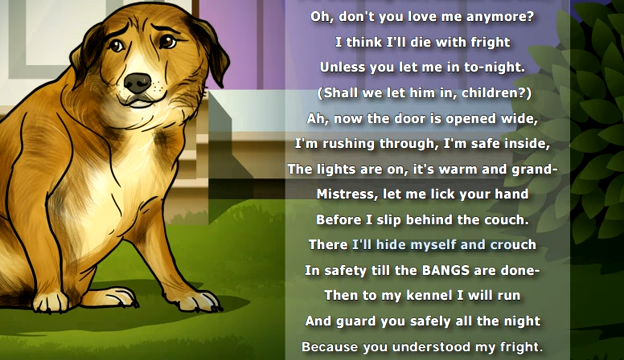 Oh, don't you love me anymore?
I think I'll die with fright
Unless you let me in to-night.
(Shall we let him in, children?)
Ah, now the door is opened wide,
I'm rushing through, I'm safe inside,
The lights are on, it's warm and grand-
Mistress, let me lick your hand
Before I slip behind the couch.
There I'll hide myself and crouch
In safety till the BANGS are done-
Then to my kennel I will run
And guard you safely all the night
Because you understood my fright.